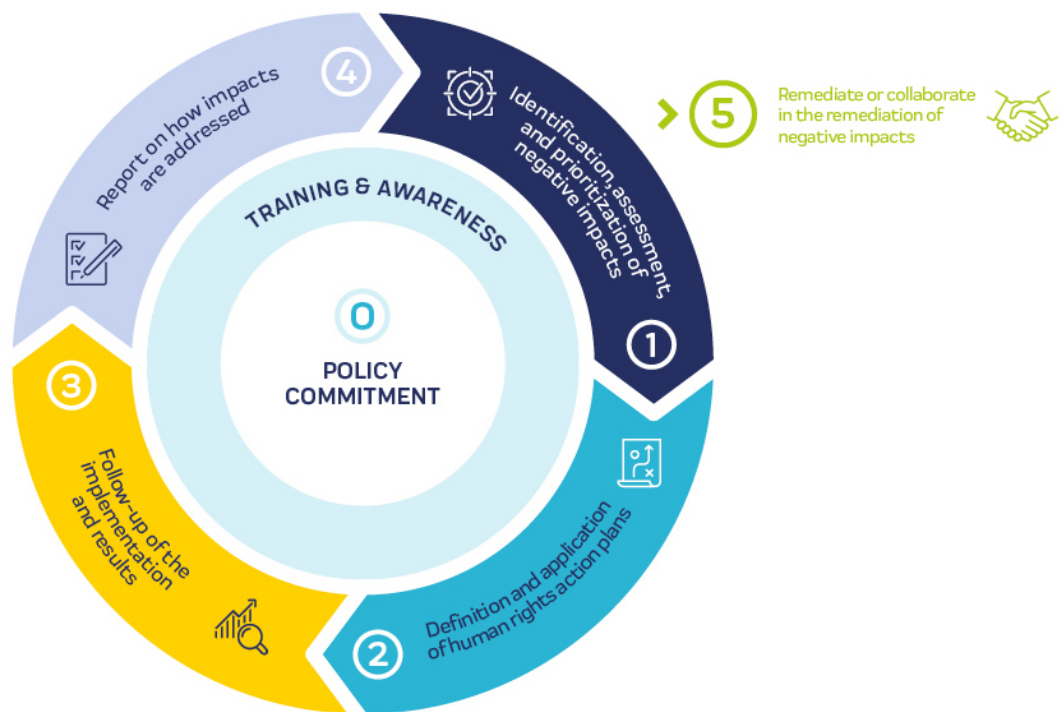 0
POLICY
COMMITMENT
TRAINING & AWARENESS
Identification, assessment,
and prioritization of
negative impacts
1
Definition and application
of human rights action plans
2
Follow-up of the
implementation
and results
3
Report on how impacts
are addressed
4
5
Remediate or collaborate
in the remediation of
negative impacts